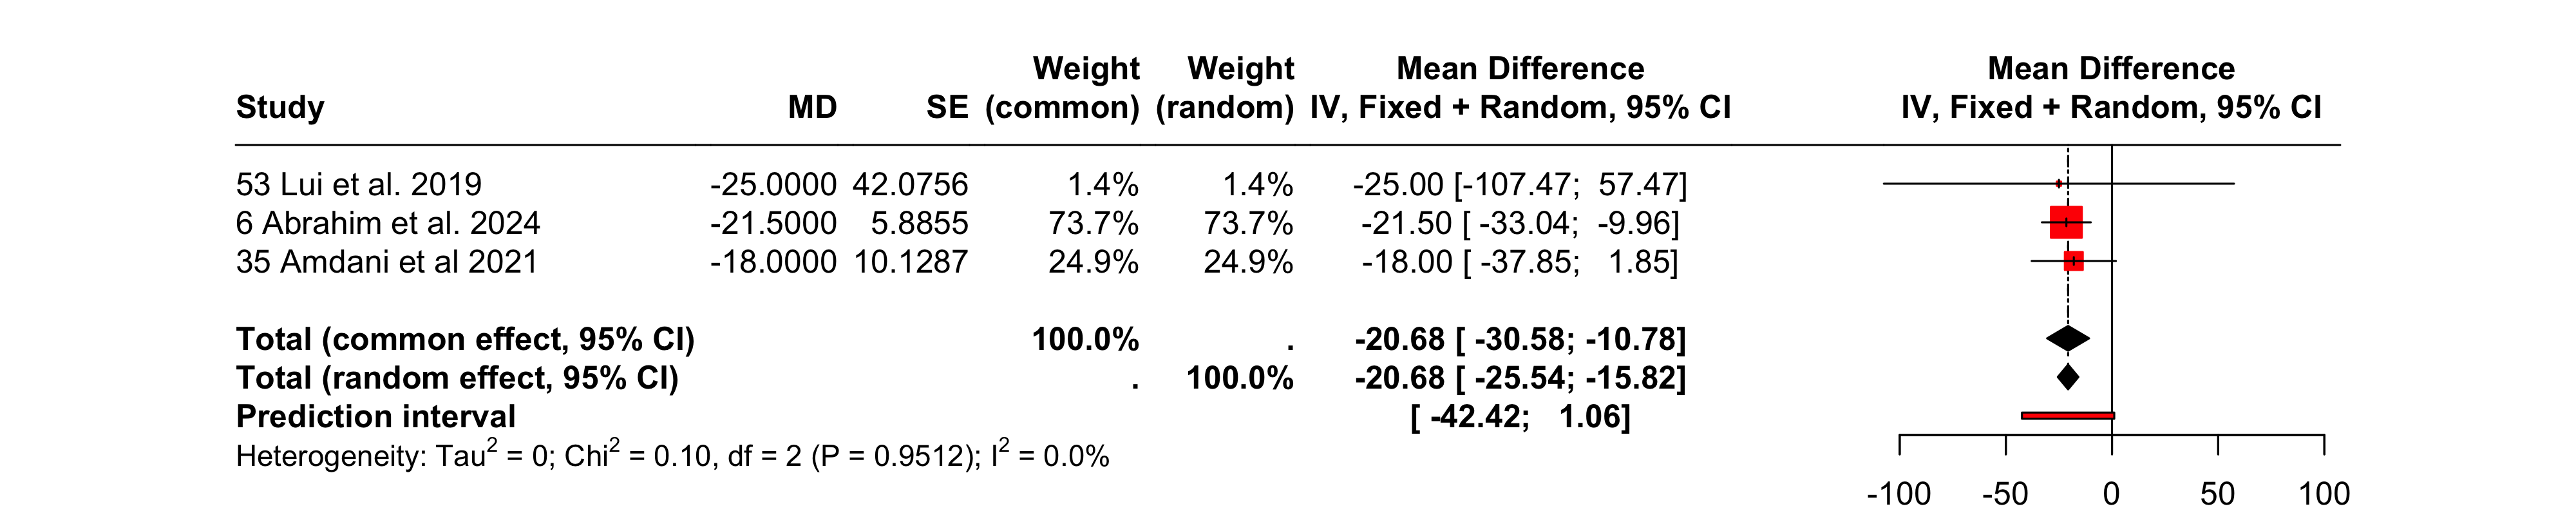 Weight Weight Mean Difference Mean Difference
Study MD SE (common) (random) IV, Fixed + Random, 95% CI IV, Fixed + Random, 95% CI
53 Lui et al. 2019 -25.0000 42.0756 1.4% 1.4% -25.00 [-107.47; 57.47]
6 Abrahim et al. 2024 -21.5000 5.8855 73.7% 73.7% -21.50 [ -33.04; -9.96]
35 Amdani et al 2021 -18.0000 10.1287 24.9% 24.9% -18.00 [ -37.85; 1.85]
Total (common effect, 95% CI) 100.0% . -20.68 [ -30.58; -10.78]
Total (random effect, 95% CI) . 100.0% -20.68 [ -25.54; -15.82]
Prediction interval [ -42.42; 1.06]
Heterogeneity: Tau² = 0; Chi² = 0.10, df = 2 (P = 0.9512); I² = 0.0%
-100 -50 0 50 100